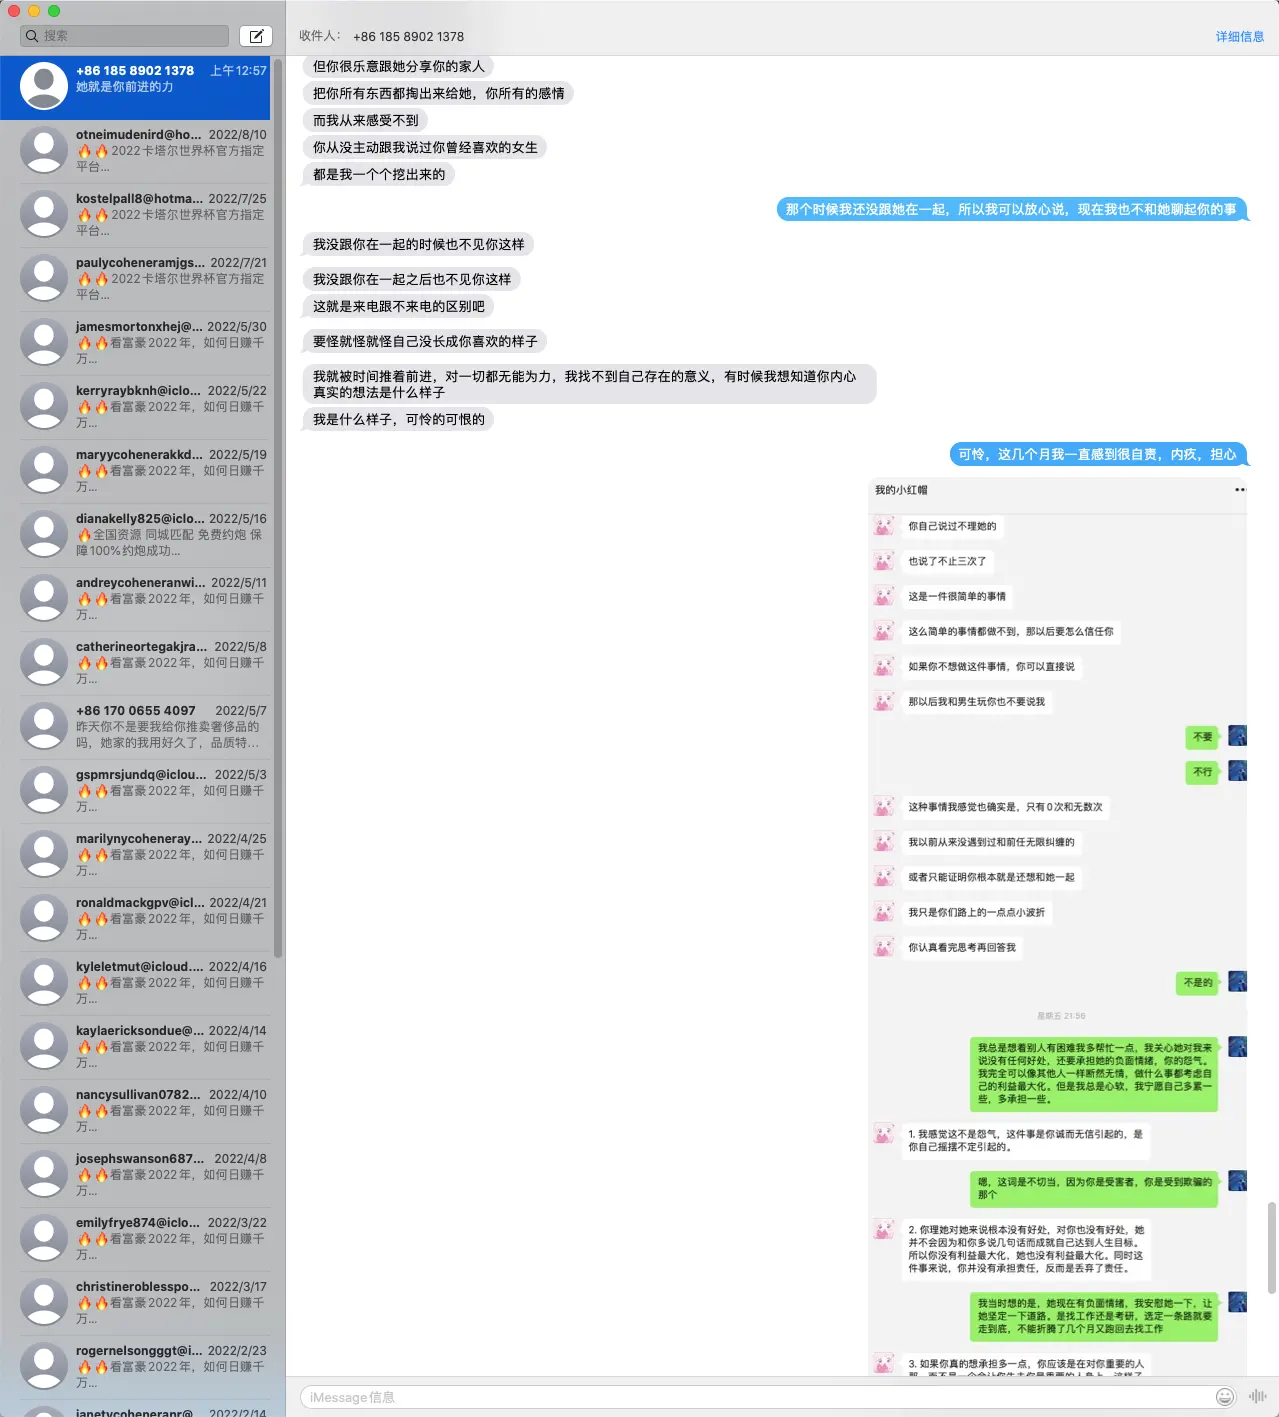 搜索
+86 185 8902 1378 上午12:57
她就是你前进的力
otneimudenird@ho... 2022/8/10
🔥🔥2022卡塔尔世界杯官方指定
平台...
kostelpall8@hotma... 2022/7/25
🔥🔥2022卡塔尔世界杯官方指定
平台...
paulycoheneramjgs... 2022/7/21
🔥🔥2022卡塔尔世界杯官方指定
平台...
jamesmortonxhej@... 2022/5/30
🔥🔥看富豪2022年，如何日赚千
万...
kerryraybknh@iclo... 2022/5/22
🔥🔥看富豪2022年，如何日赚千
万...
maryycohenerakkd... 2022/5/19
🔥🔥看富豪2022年，如何日赚千
万...
dianakelly825@iclo... 2022/5/16
🔥全国资源 同城匹配 免费约炮 保
障100%约炮成功...
andreycoheneranwi... 2022/5/11
🔥🔥看富豪2022年，如何日赚千
万...
catherineortegakjra... 2022/5/8
🔥🔥看富豪2022年，如何日赚千
万...
+86 170 0655 4097 2022/5/7
昨天你不是要我给你推卖奢侈品的
吗，她家的我用好久了，品质特...
gspmrsjundq@iclou... 2022/5/3
🔥🔥看富豪2022年，如何日赚千
万...
marilynycoheneray... 2022/4/25
🔥🔥看富豪2022年，如何日赚千
万...
ronaldmackgpv@icl... 2022/4/21
🔥🔥看富豪2022年，如何日赚千
万...
kyleletmut@icloud.... 2022/4/16
🔥🔥看富豪2022年，如何日赚千
万...
kaylaericksondue@... 2022/4/14
🔥🔥看富豪2022年，如何日赚千
万...
nancysullivan0782... 2022/4/10
🔥🔥看富豪2022年，如何日赚千
万...
josephswanson687... 2022/4/8
🔥🔥看富豪2022年，如何日赚千
万...
emilyfrye874@iclo... 2022/3/22
🔥🔥看富豪2022年，如何日赚千
万...
christineroblesspo... 2022/3/17
🔥🔥看富豪2022年，如何日赚千
万...
rogernelsongggt@i... 2022/2/23
🔥🔥看富豪2022年，如何日赚千
万...
janetycoheneranr@... 2022/2/14
收件人： +86 185 8902 1378 详细信息
但你很乐意跟她分享你的家人
把你所有东西都掏出来给她，你所有的感情
而我从来感受不到
你从没主动跟我说过你曾经喜欢的女生
都是我一个个挖出来的
那个时候我还没跟她在一起，所以我可以放心说，现在我也不和她聊起你的事
我没跟你在一起的时候也不见你这样
我没跟你在一起之后也不见你这样
这就是来电跟不来电的区别吧
要怪就怪就怪自己没长成你喜欢的样子
我就被时间推着前进，对一切都无能为力，我找不到自己存在的意义，有时候我想知道你内心
真实的想法是什么样子
我是什么样子，可怜的可恨的
可怜，这几个月我一直感到很自责，内疚，担心
我的小红帽
你自己说过不理她的
也说了不止三次了
这是一件很简单的事情
这么简单的事情都做不到，那以后要怎么信任你
如果你不想做这件事情，你可以直接说
那以后我和男生玩你也不要说我
不要
不行
这种事情我感觉也确实是，只有0次和无数次
我以前从来没遇到过和前任无限纠缠的
或者只能证明你根本就是还想和她一起
我只是你们路上的一点点小波折
你认真看完思考再回答我
不是的
星期五 21:56
我总是想看别人有困难我多帮忙一点，我关心她对我来
说没有任何好处，还要承担她的负面情绪，你的怨气。
我完全可以像其他人一样断然无情，做什么事都考虑自
己的利益最大化。但是我总是心软，我宁愿自己多累一
些，多承担一些。
1. 我感觉这不是怨气，这件事是你诚而无信引起的，是
你自己摇摆不定引起的。
嗯，这词是不切当，因为你是受害者，你是受到欺骗的
那个
2. 你理她对她来说根本没有好处，对你也没有好处，她
并不会因为和你多说几句话而成就自己达到人生目标。
所以你没有利益最大化，她也没有利益最大化。同时这
件事来说，你并没有承担责任，反而是丢弃了责任。
我当时想的是，她现在有负面情绪，我安慰她一下，让
她坚定一下道路。是找工作还是考研，选定一条路就要
走到底，不能折腾了几个月又跑回去找工作
3. 如果你真的想承担多一点，你应该是在对你重要的人
iMessage信息